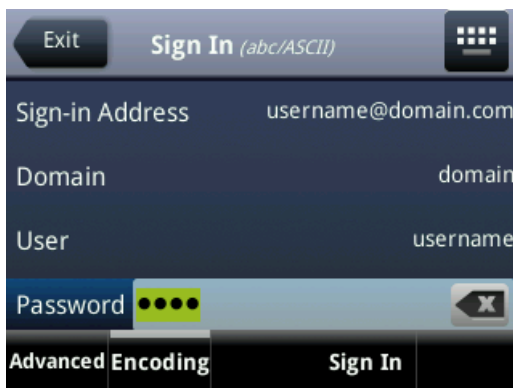 Exit Sign In (abc/ASCII)
Sign-in Address username@domain.com
Domain domain
User username
Password ••••
Advanced Encoding Sign In